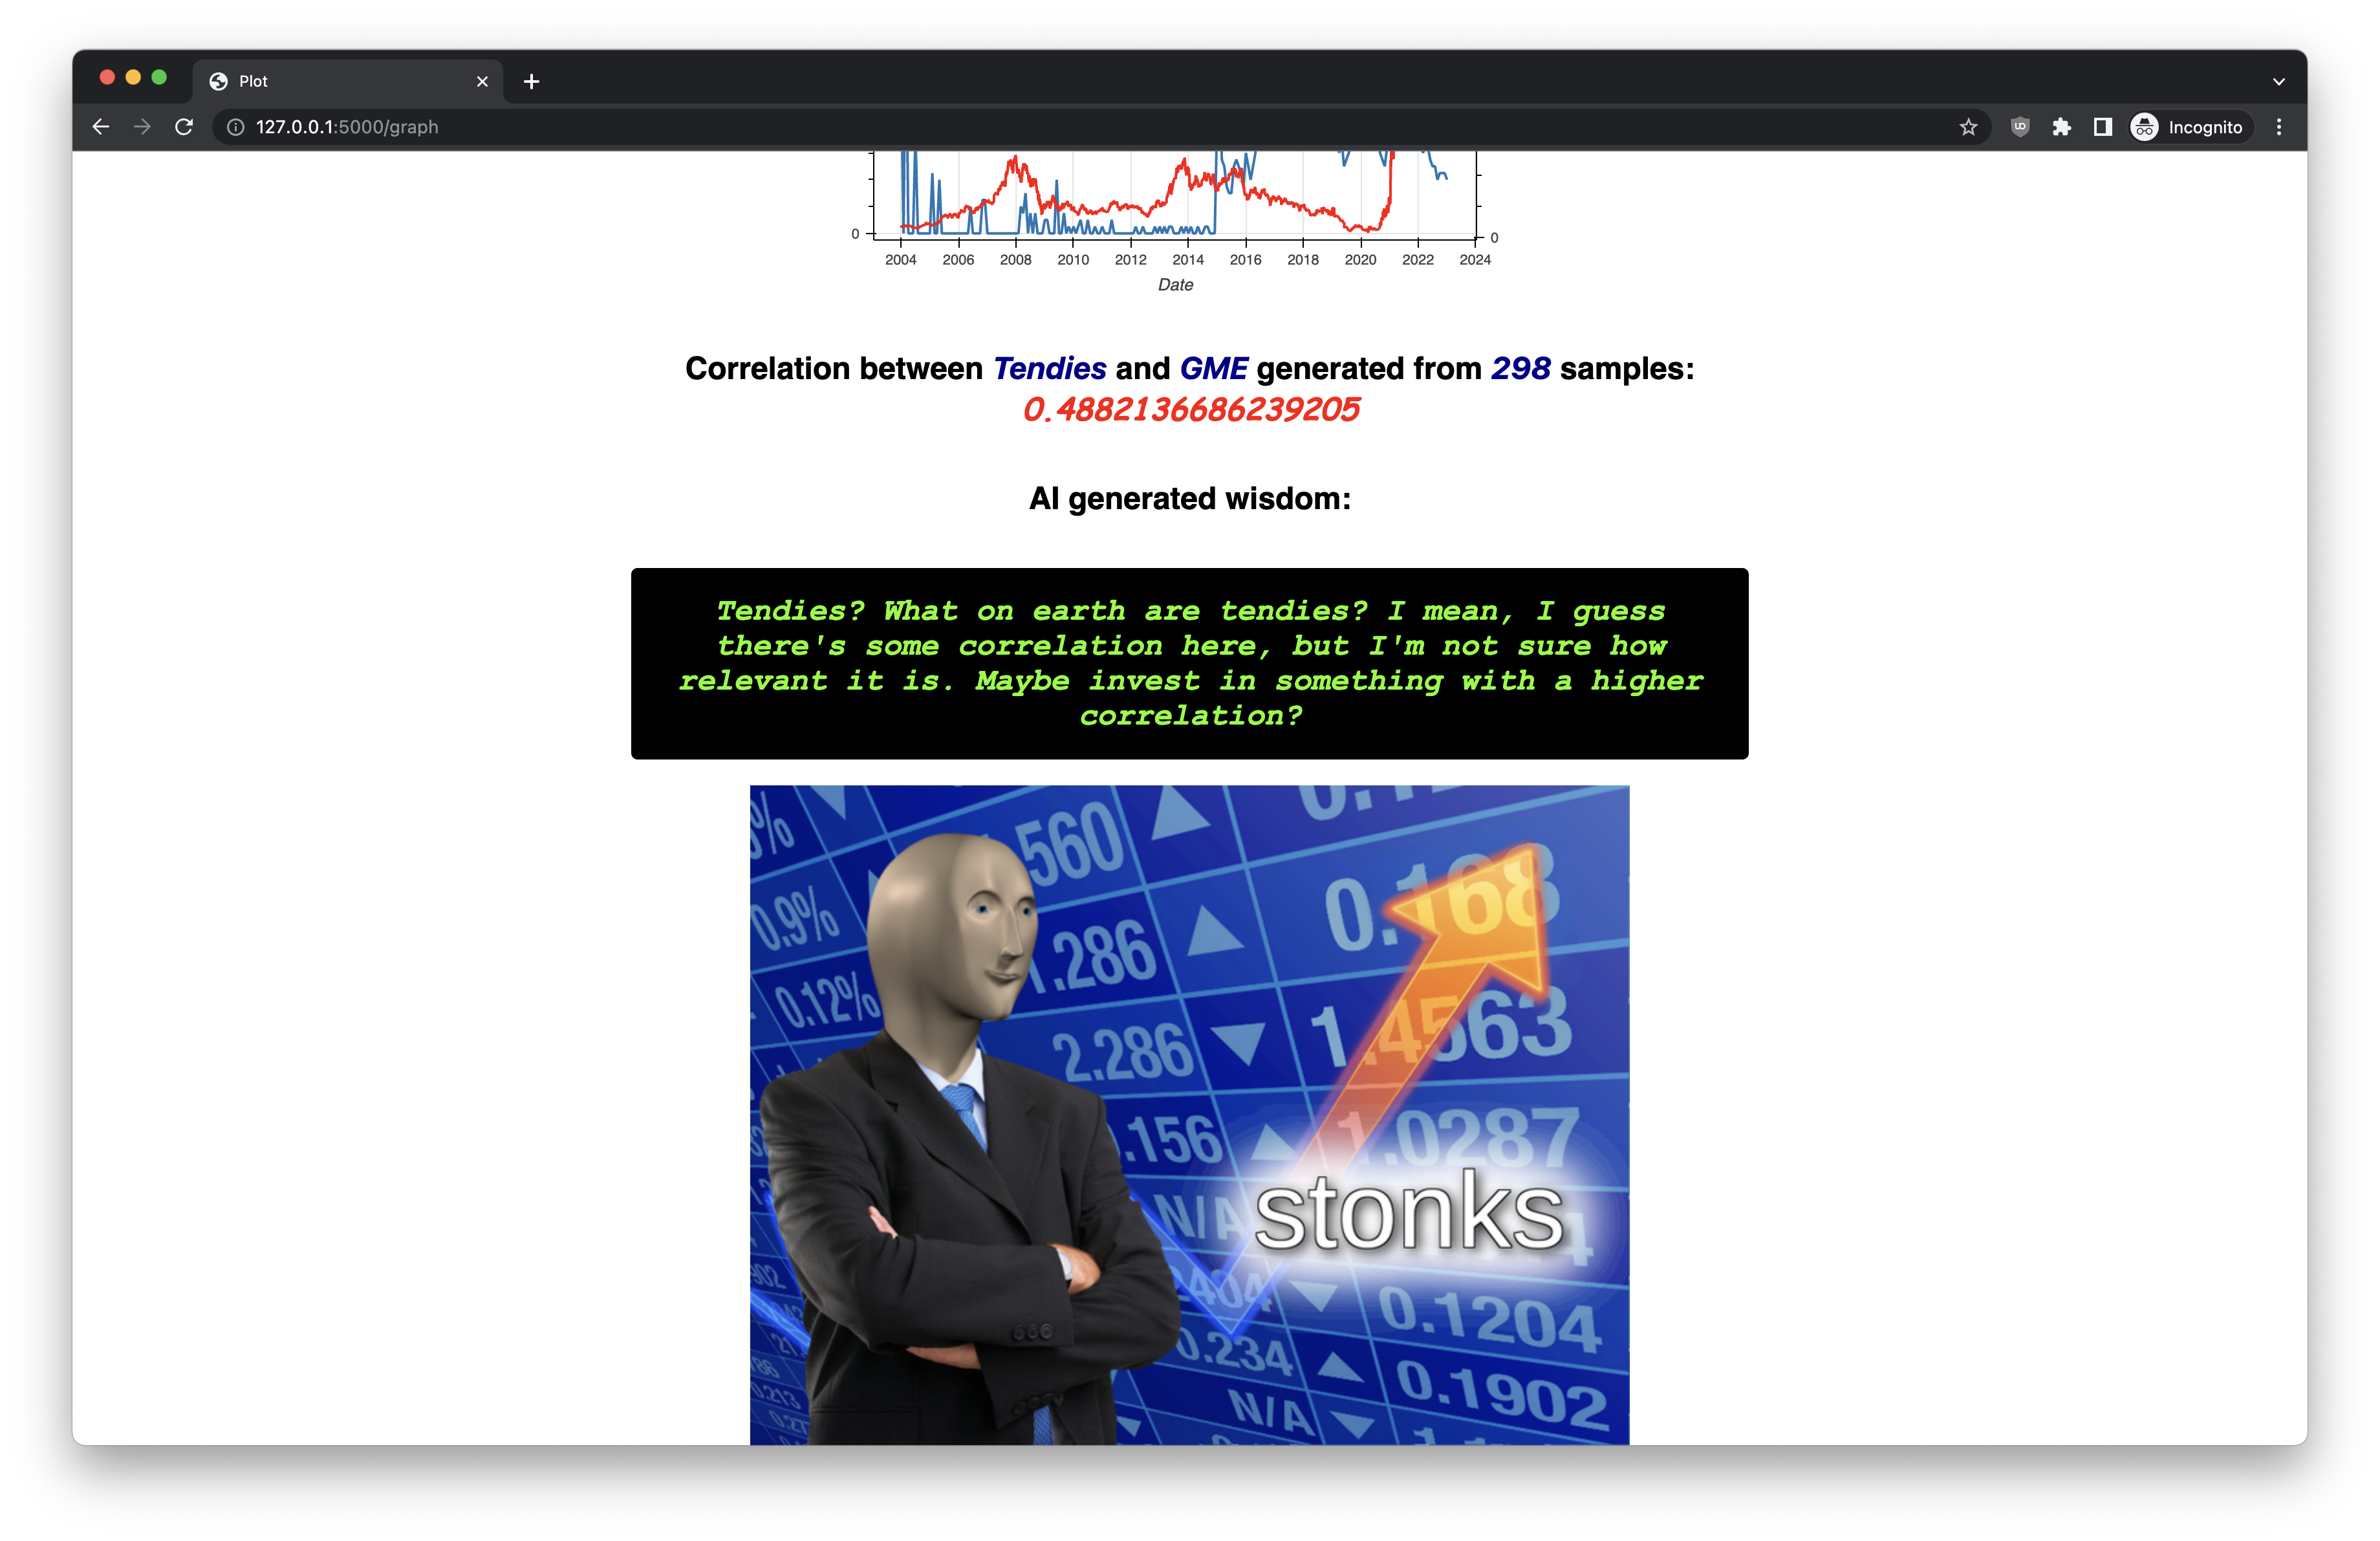 Plot
127.0.0.1:5000/graph
Incognito
0
0
2004 2006 2008 2010 2012 2014 2016 2018 2020 2022 2024
Date
Correlation between Tendies and GME generated from 298 samples:
0.4882136686239205
AI generated wisdom:
Tendies? What on earth are tendies? I mean, I guess
there's some correlation here, but I'm not sure how
relevant it is. Maybe invest in something with a higher
correlation?
560
0.9% 1.286 0.168
0.12% 2.286 1.4563
.156 1.0287
N/A stonks
0.1204
0.234 0.1902
N/A